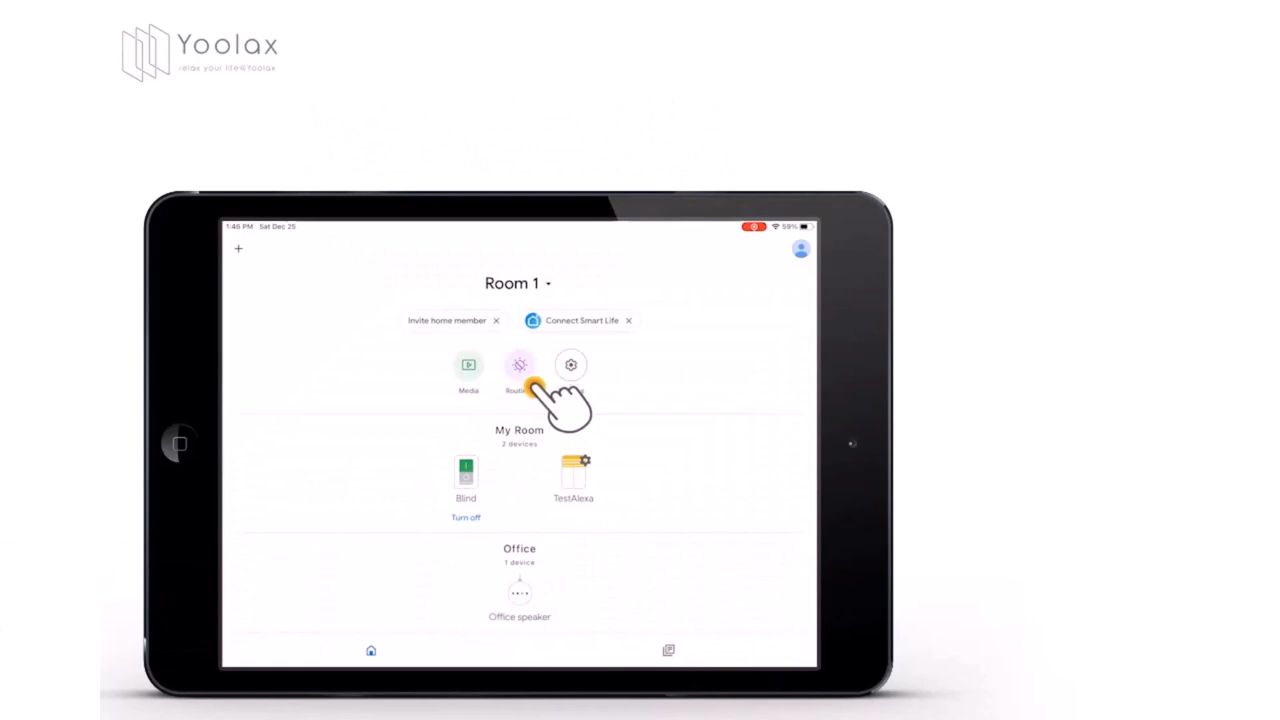 Yoolax
relax your life@Yoolax
1:46 PM Sat Dec 25
59%
+
Room 1
Invite home member ×
Connect Smart Life ×
Media
My Room
2 devices
Blind
TestAlexa
Turn off
Office
1 device
Office speaker